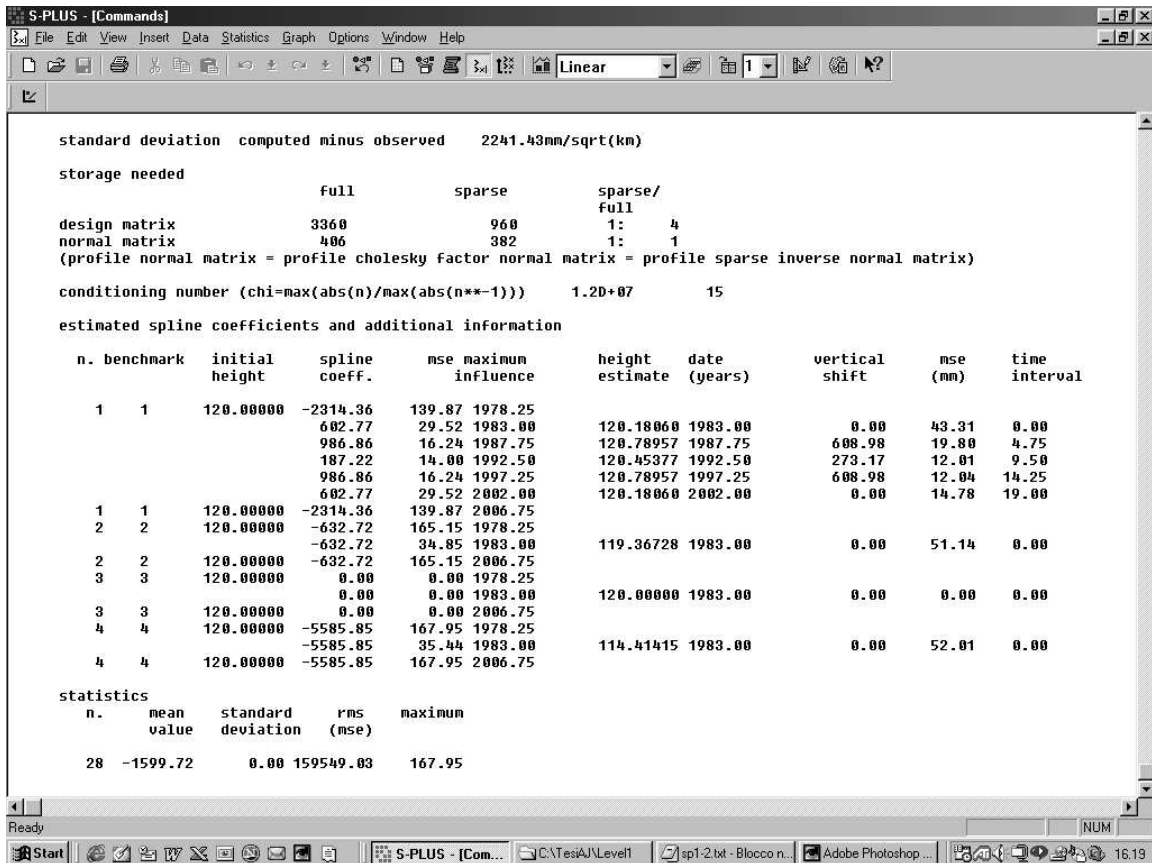 S-PLUS - [Commands]
File Edit View Insert Data Statistics Graph Options Window Help
Linear 1
standard deviation computed minus observed 2241.43mm/sqrt(km)
storage needed
full sparse sparse/
full
design matrix 3360 960 1: 4
normal matrix 406 382 1: 1
(profile normal matrix = profile cholesky factor normal matrix = profile sparse inverse normal matrix)
conditioning number (chi=max(abs(n)/max(abs(n**-1))) 1.2D+07 15
estimated spline coefficients and additional information
n. benchmark initial spline mse maximum height date vertical mse time
height coeff. influence estimate (years) shift (mm) interval
1 1 120.00000 -2314.36 139.87 1978.25
602.77 29.52 1983.00 120.18060 1983.00 0.00 43.31 0.00
986.86 16.24 1987.75 120.78957 1987.75 608.98 19.80 4.75
187.22 14.00 1992.50 120.45377 1992.50 273.17 12.01 9.50
986.86 16.24 1997.25 120.78957 1997.25 608.98 12.04 14.25
602.77 29.52 2002.00 120.18060 2002.00 0.00 14.78 19.00
1 1 120.00000 -2314.36 139.87 2006.75
2 2 120.00000 -632.72 165.15 1978.25
-632.72 34.85 1983.00 119.36728 1983.00 0.00 51.14 0.00
2 2 120.00000 -632.72 165.15 2006.75
3 3 120.00000 0.00 0.00 1978.25
0.00 0.00 1983.00 120.00000 1983.00 0.00 0.00 0.00
3 3 120.00000 0.00 0.00 2006.75
4 4 120.00000 -5585.85 167.95 1978.25
-5585.85 35.44 1983.00 114.41415 1983.00 0.00 52.01 0.00
4 4 120.00000 -5585.85 167.95 2006.75
statistics
n. mean standard rms maximum
value deviation (mse)
28 -1599.72 0.00 159549.03 167.95
Ready NUM
Start S-PLUS - [Com... C:\TesiAJ\Level1 sp1-2.txt - Blocco n... Adobe Photoshop ... 16.19